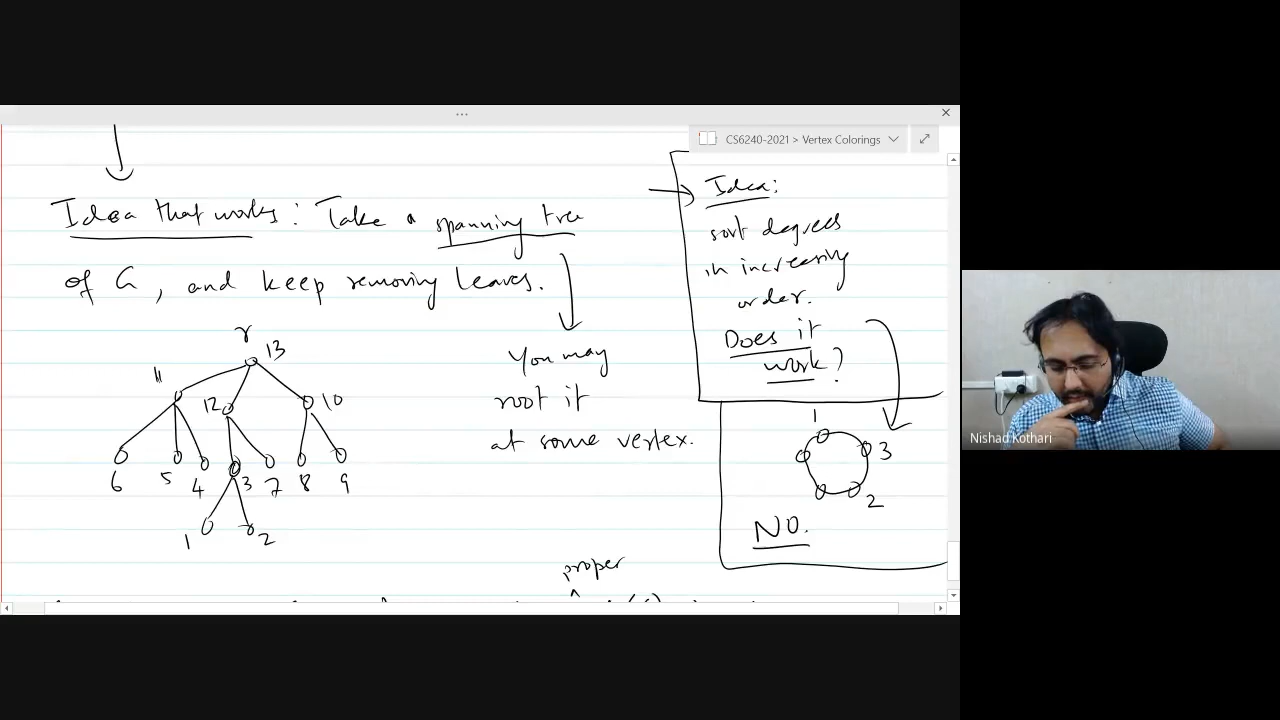 CS6240-2021 > Vertex Colorings
Idea that works: Take a spanning tree
of G, and keep removing leaves.
You may
root it
at some vertex.
Idea:
sort degrees
in increasing
order.
Does it
work?
1
3
2
NO.
r
13
11
12
10
6
5
4
3
7
8
9
1
2
proper
Nishad Kothari